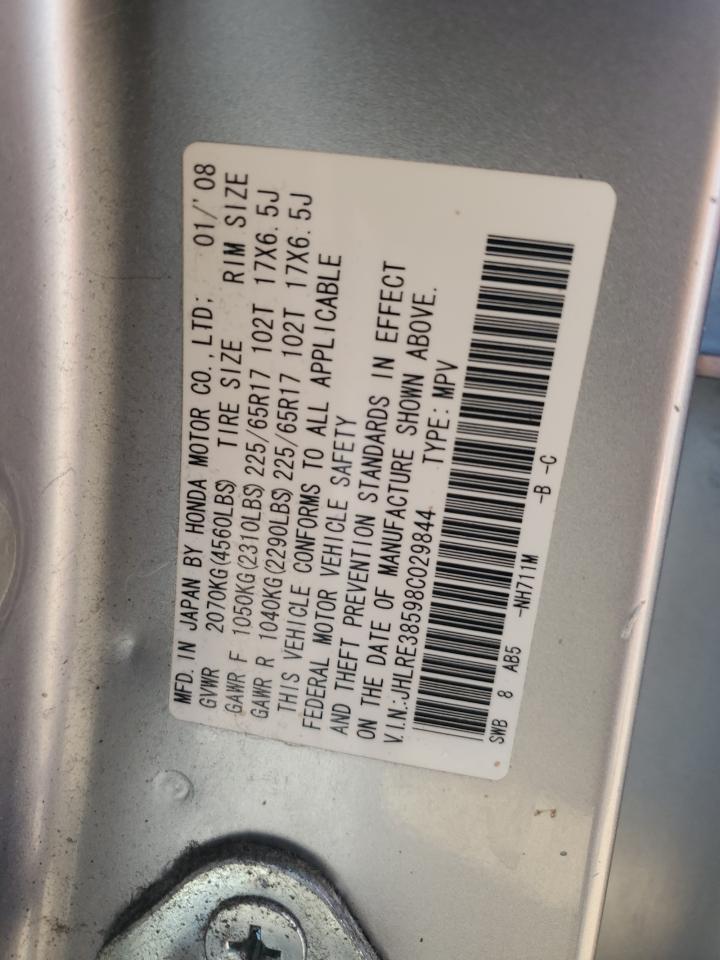 MFD. IN JAPAN BY HONDA MOTOR CO., LTD; 01/'08
GVWR 2070KG(4560LBS) TIRE SIZE RIM SIZE
GAWR F 1050KG(2310LBS) 225/65R17 102T 17X6.5J
GAWR R 1040KG(2290LBS) 225/65R17 102T 17X6.5J
THIS VEHICLE CONFORMS TO ALL APPLICABLE
FEDERAL MOTOR VEHICLE SAFETY
AND THEFT PREVENTION STANDARDS IN EFFECT
ON THE DATE OF MANUFACTURE SHOWN ABOVE.
V.I.N.:JHLRE38598C029844 TYPE: MPV
SWB 8 AB5 -NH711M -B -C